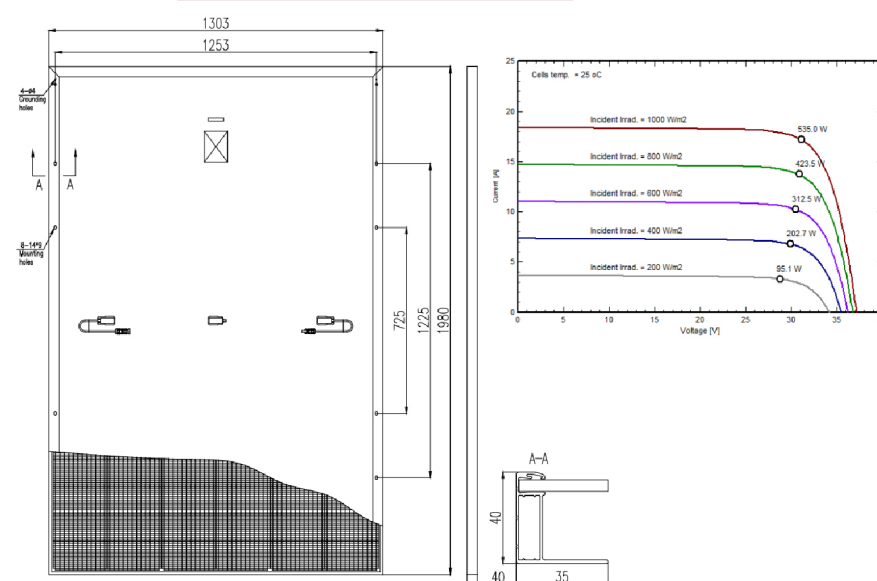 1303
1253
4-ø4
Grounding
holes
A
A
8-14*9
Mounting
holes
725
1225
1980
25
20
15
10
5
0
Current [A]
Cells temp. = 25 oC
Incident Irrad. = 1000 W/m2
535.0 W
Incident Irrad. = 800 W/m2
423.5 W
Incident Irrad. = 600 W/m2
312.5 W
Incident Irrad. = 400 W/m2
202.7 W
Incident Irrad. = 200 W/m2
95.1 W
0
5
10
15
20
25
30
35
40
Voltage [V]
A-A
40
40
35